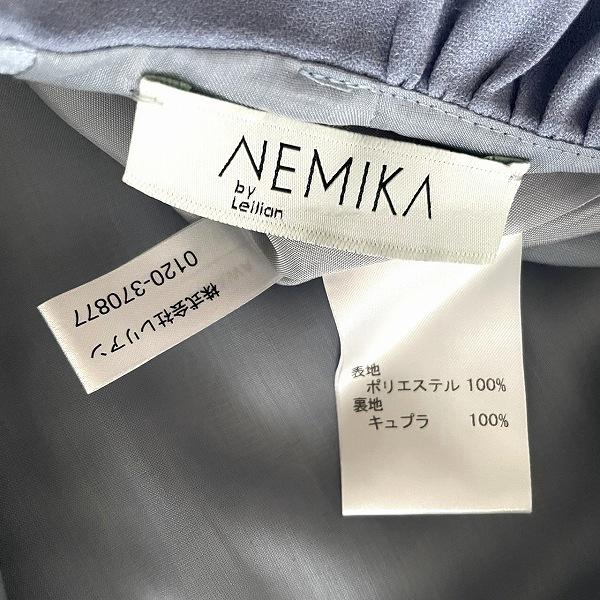 NEMIKA
by
Leilian
株式会社レリアン
0120-370877
表地
ポリエステル 100%
裏地
キュプラ 100%